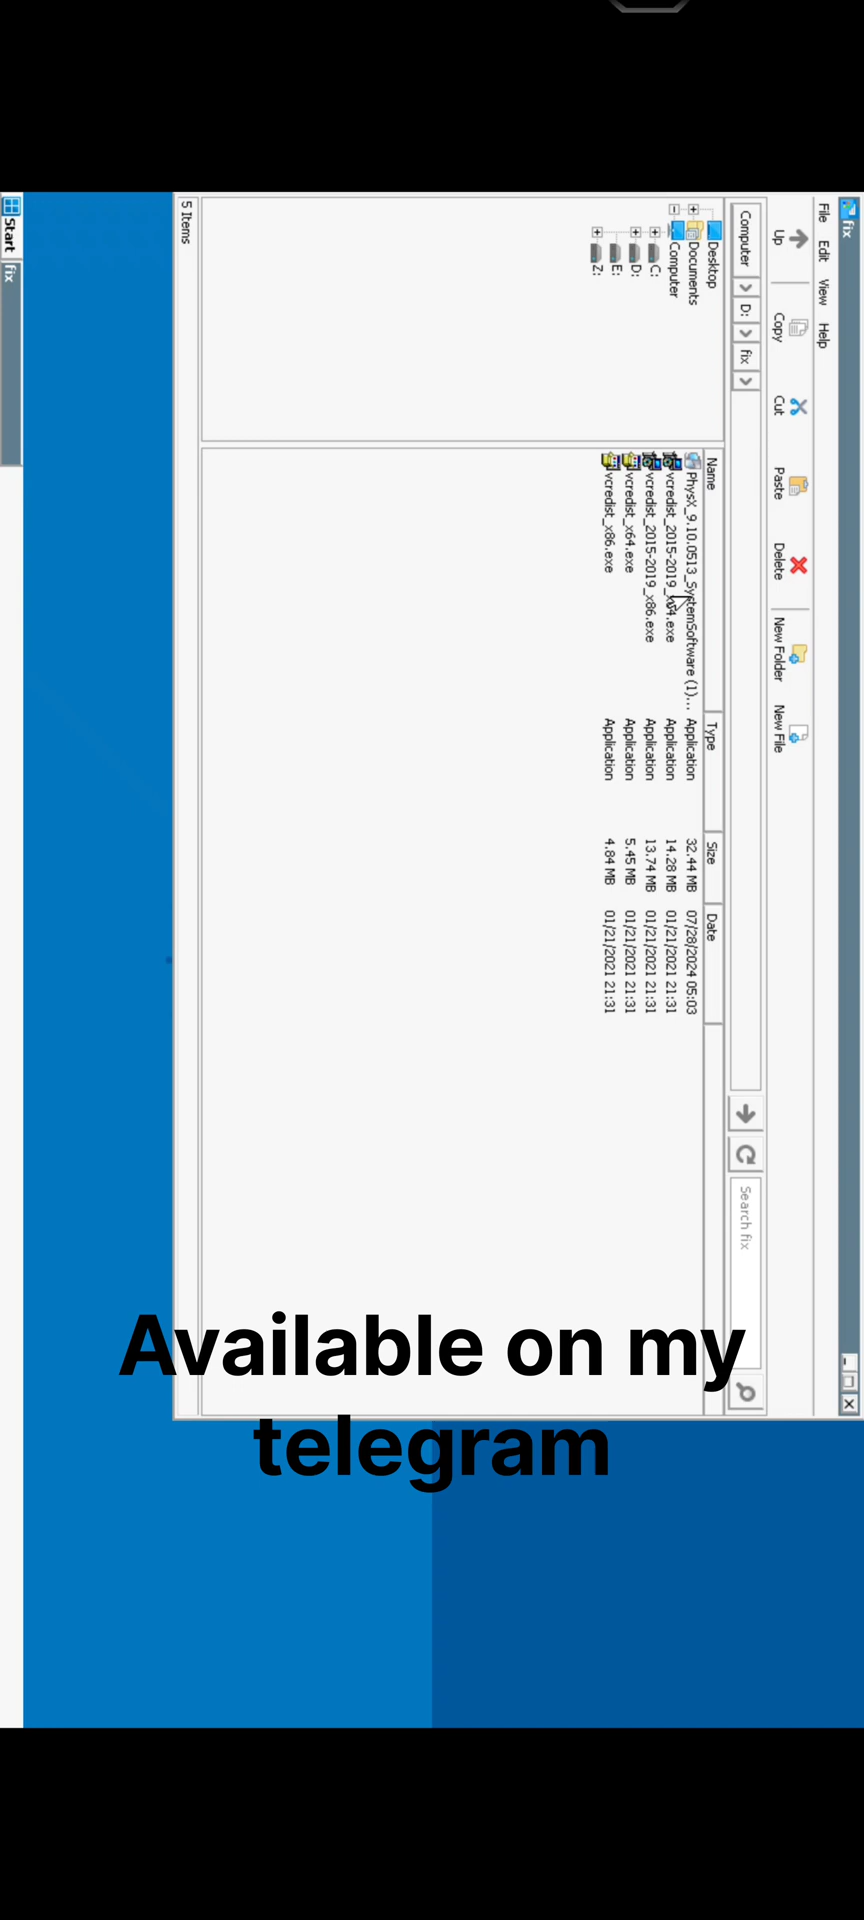 fix
File Edit View Help
Up Copy Cut Paste Delete New Folder New File
Computer D: fix Search fix
Desktop
Documents
Computer
C:
D:
E:
Z:
Name Type Size Date
PhysX_9.10.0513_SystemSoftware (1)... Application 32.44 MB 07/28/2024 05:03
vcredist_2015-2019_x64.exe Application 14.28 MB 01/21/2021 21:31
vcredist_2015-2019_x86.exe Application 13.74 MB 01/21/2021 21:31
vcredist_x64.exe Application 5.45 MB 01/21/2021 21:31
vcredist_x86.exe Application 4.84 MB 01/21/2021 21:31
5 Items
Start fix
Available on my
telegram